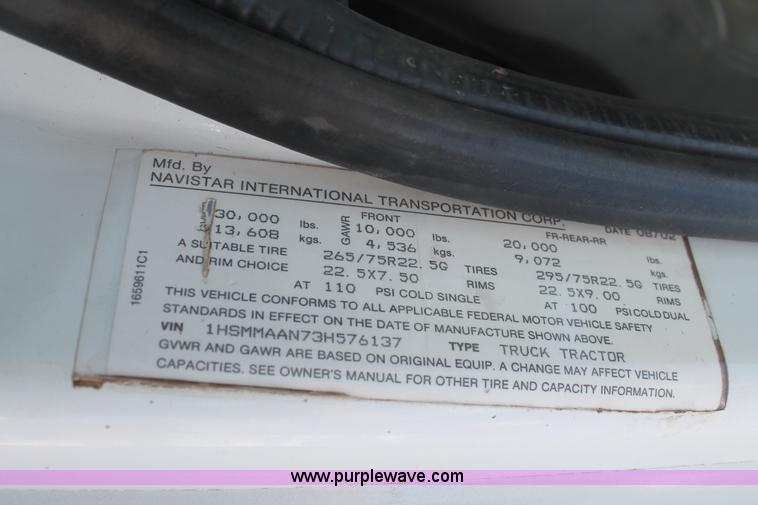 Mfd. By
NAVISTAR INTERNATIONAL TRANSPORTATION CORP. DATE 08/02
30,000 lbs. GAWR FRONT 10,000 lbs. FR-REAR-RR 20,000 lbs.
13,608 kgs. 4,536 kgs. 9,072 kgs.
A SUITABLE TIRE 265/75R22.5G TIRES 295/75R22.5G TIRES
AND RIM CHOICE 22.5X7.50 RIMS 22.5X9.00 RIMS
AT 110 PSI COLD SINGLE AT 100 PSI COLD DUAL
THIS VEHICLE CONFORMS TO ALL APPLICABLE FEDERAL MOTOR VEHICLE SAFETY
STANDARDS IN EFFECT ON THE DATE OF MANUFACTURE SHOWN ABOVE.
VIN 1HSMMAAN73H576137 TYPE TRUCK TRACTOR
GVWR AND GAWR ARE BASED ON ORIGINAL EQUIP. A CHANGE MAY AFFECT VEHICLE
CAPACITIES. SEE OWNER'S MANUAL FOR OTHER TIRE AND CAPACITY INFORMATION.
1659611C1
www.purplewave.com